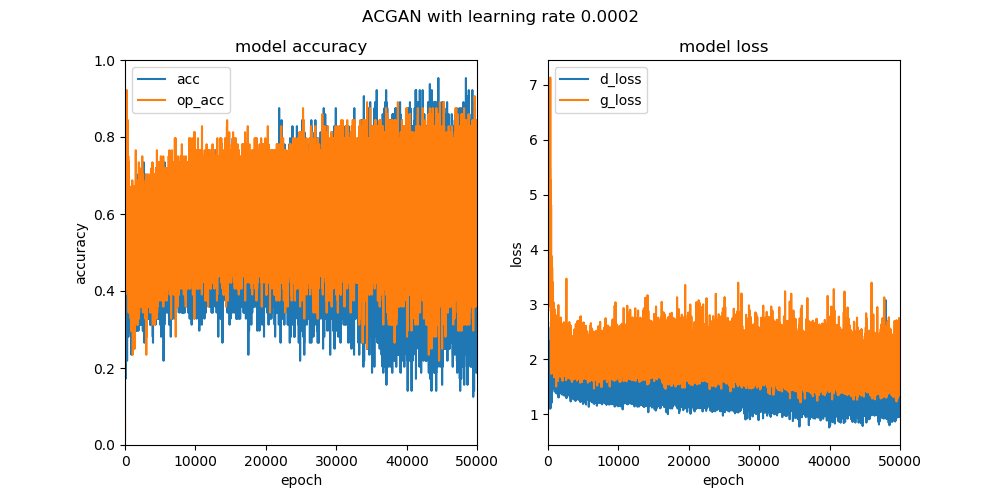 ACGAN with learning rate 0.0002
model accuracy
acc
op_acc
1.0
0.8
0.6
0.4
0.2
0.0
accuracy
0
10000
20000
30000
40000
50000
epoch
model loss
d_loss
g_loss
7
6
5
4
3
2
1
loss
0
10000
20000
30000
40000
50000
epoch